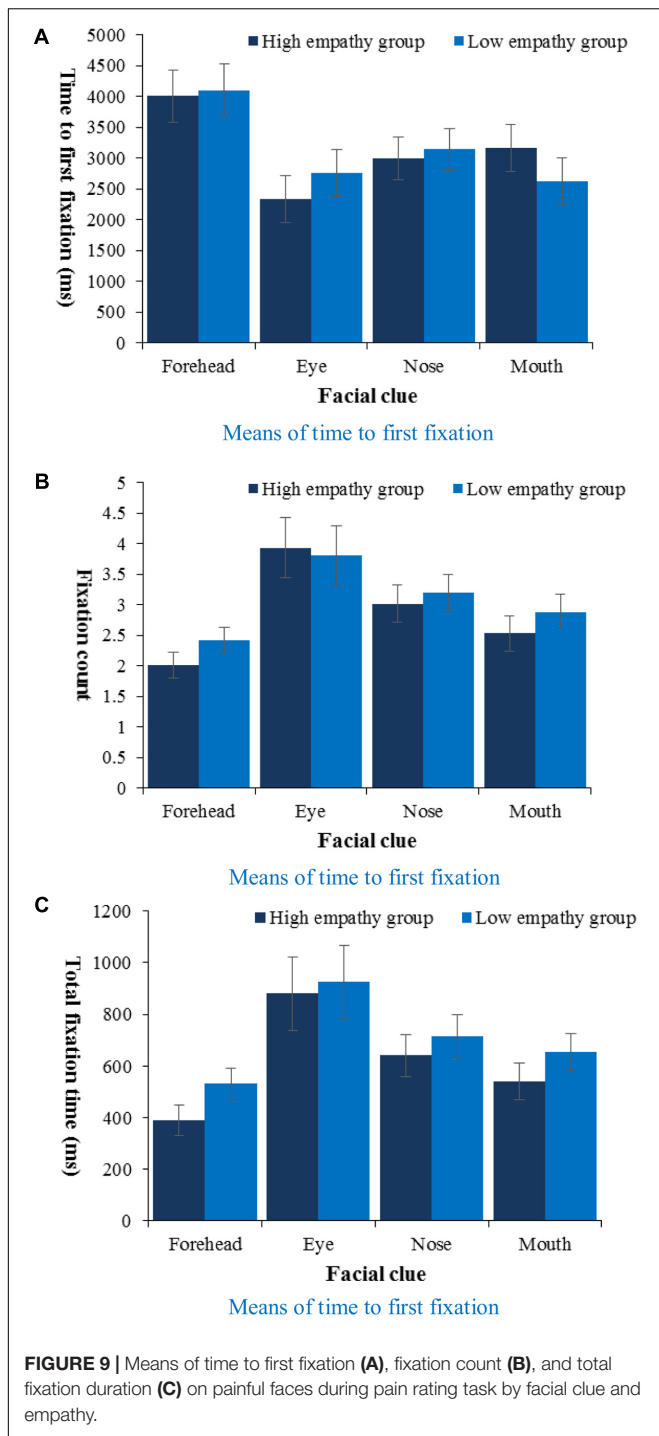 A
High empathy group Low empathy group
Time to first fixation (ms)
5000
4500
4000
3500
3000
2500
2000
1500
1000
500
0
Forehead Eye Nose Mouth
Facial clue
Means of time to first fixation
B
High empathy group Low empathy group
Fixation count
5
4.5
4
3.5
3
2.5
2
1.5
1
0.5
0
Forehead Eye Nose Mouth
Facial clue
Means of time to first fixation
C
High empathy group Low empathy group
Total fixation time (ms)
1200
1000
800
600
400
200
0
Forehead Eye Nose Mouth
Facial clue
Means of time to first fixation
FIGURE 9 | Means of time to first fixation (A), fixation count (B), and total
fixation duration (C) on painful faces during pain rating task by facial clue and
empathy.